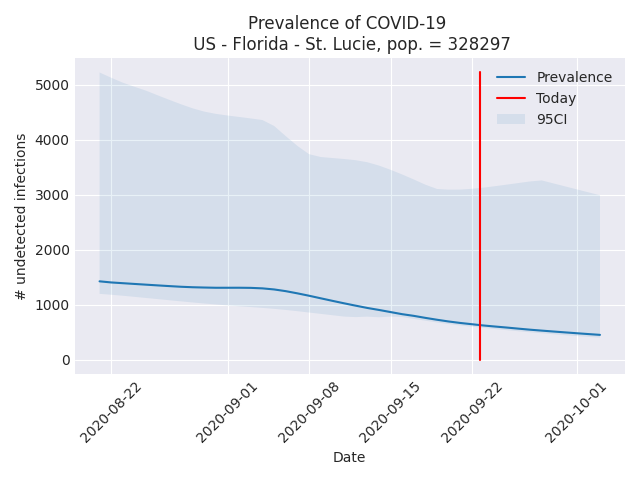 Prevalence of COVID-19
US - Florida - St. Lucie, pop. = 328297
Prevalence
Today
95CI
5000
4000
3000
2000
1000
0
# undetected infections
2020-08-22
2020-09-01
2020-09-08
2020-09-15
2020-09-22
2020-10-01
Date